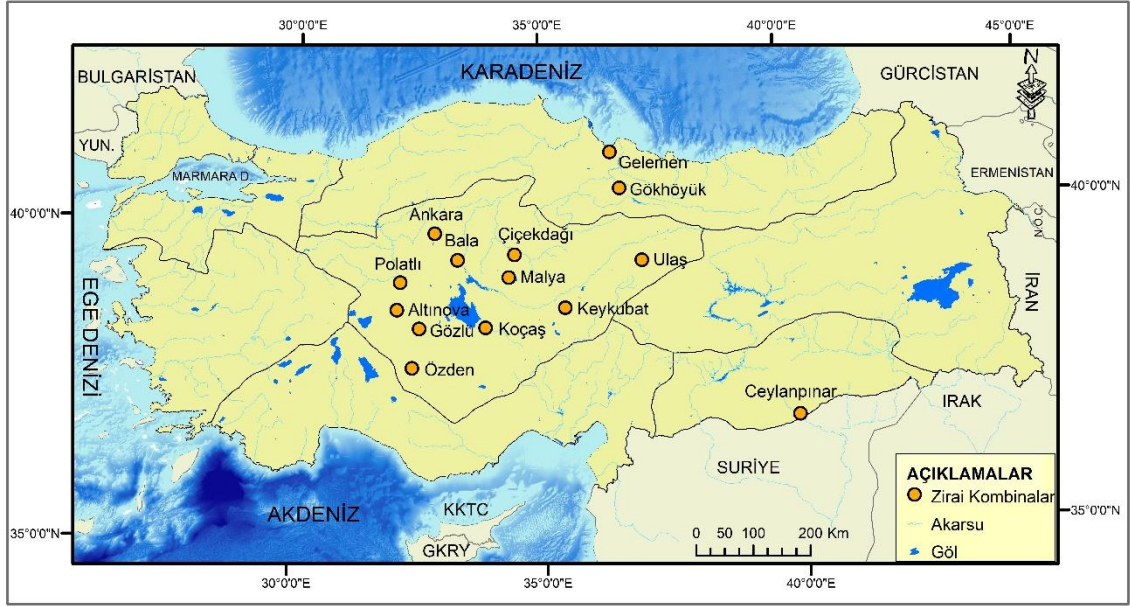 30°0'0"E
35°0'0"E
40°0'0"E
45°0'0"E
BULGARİSTAN
KARADENİZ
GÜRCİSTAN
YUN.
MARMARA D.
Gelemen
Gökhöyük
ERMENİSTAN
40°0'0"N
40°0'0"N
Ankara
Bala
Çiçekdağı
Ulaş
Polatlı
Malya
Altınova
Keykubat
Gözlü
Koçaş
Özden
EGE DENİZİ
İRAN
Ceylanpınar
IRAK
SURİYE
AKDENİZ
KKTC
GKRY
AÇIKLAMALAR
Zirai Kombinalar
Akarsu
Göl
0 50 100 200 Km
35°0'0"N
35°0'0"N
30°0'0"E
35°0'0"E
40°0'0"E